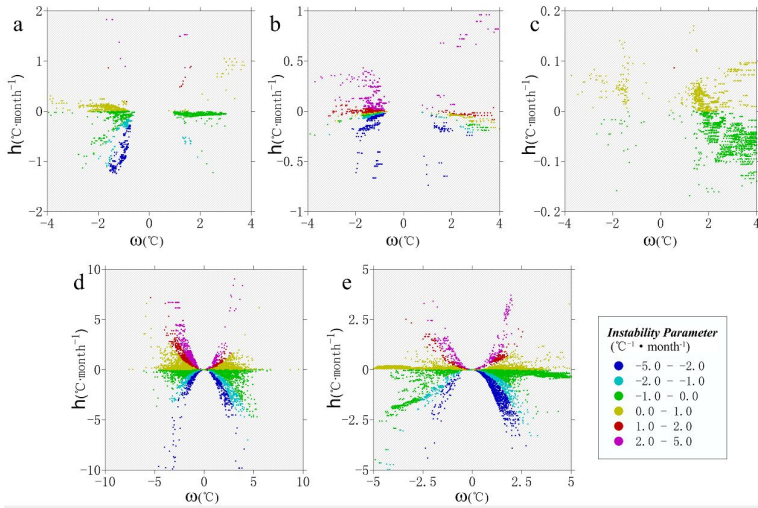 a
2
1
0
-1
-2
h(℃·month⁻¹)
-4 -2 0 2 4
ω(℃)
b
1
0.5
0
-0.5
-1
h(℃·month⁻¹)
-4 -2 0 2 4
ω(℃)
c
0.2
0.1
0
-0.1
0.2
h(℃·month⁻¹)
-4 -2 0 2 4
ω(℃)
d
10
5
0
-5
-10
h(℃·month⁻¹)
-10 -5 0 5 10
ω(℃)
e
5
2.5
0
-2.5
-5
h(℃·month⁻¹)
-5 -2.5 0 2.5 5
ω(℃)
Instability Parameter
(℃⁻¹·month⁻¹)
-5.0 - -2.0
-2.0 - -1.0
-1.0 - 0.0
0.0 - 1.0
1.0 - 2.0
2.0 - 5.0